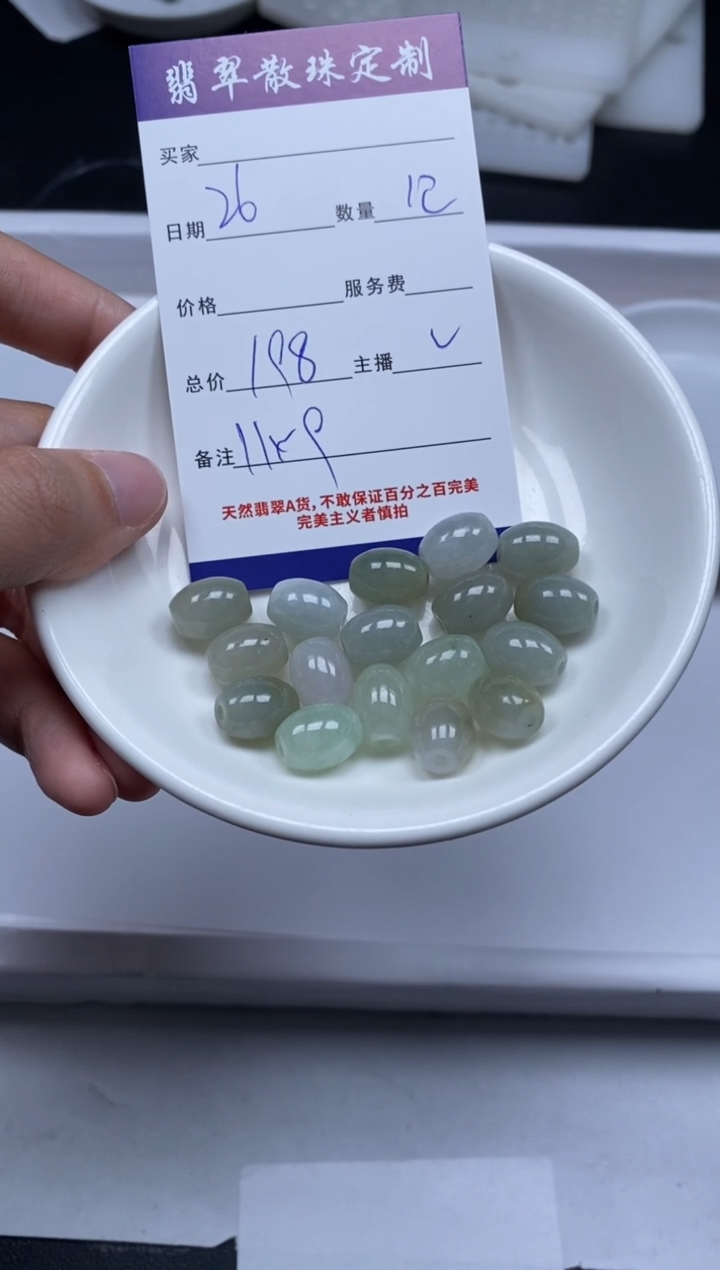 翡翠散珠定制
买家
日期 26 数量
价格 服务费
总价 198 主播 ✓
备注 11x9
天然翡翠A货,不敢保证百分之百完美
完美主义者慎拍